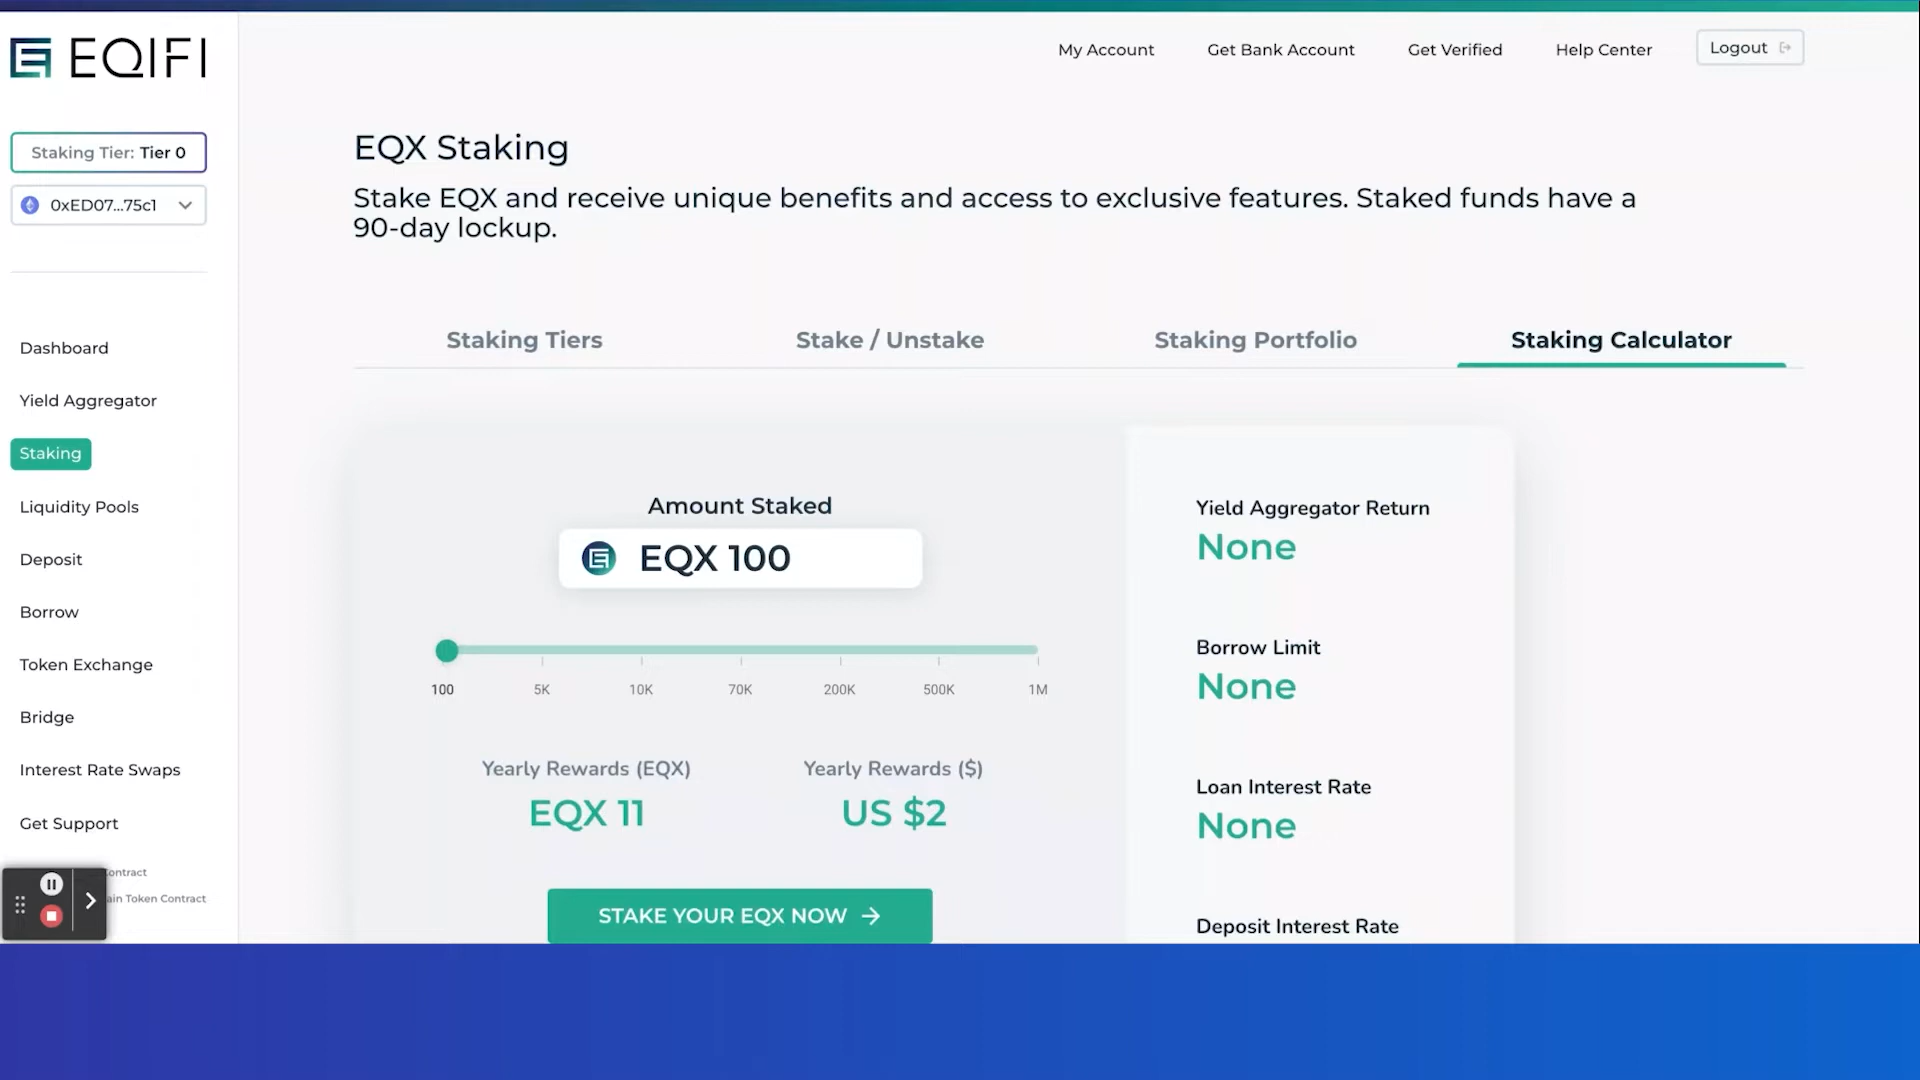 EQIFI
My Account
Get Bank Account
Get Verified
Help Center
Logout
Staking Tier: Tier 0
0xED07...75c1
Dashboard
Yield Aggregator
Staking
Liquidity Pools
Deposit
Borrow
Token Exchange
Bridge
Interest Rate Swaps
Get Support
Contract
Token Contract
EQX Staking
Stake EQX and receive unique benefits and access to exclusive features. Staked funds have a
90-day lockup.
Staking Tiers
Stake / Unstake
Staking Portfolio
Staking Calculator
Amount Staked
EQX 100
100 5K 10K 70K 200K 500K 1M
Yearly Rewards (EQX)
EQX 11
Yearly Rewards ($)
US $2
STAKE YOUR EQX NOW
Yield Aggregator Return
None
Borrow Limit
None
Loan Interest Rate
None
Deposit Interest Rate